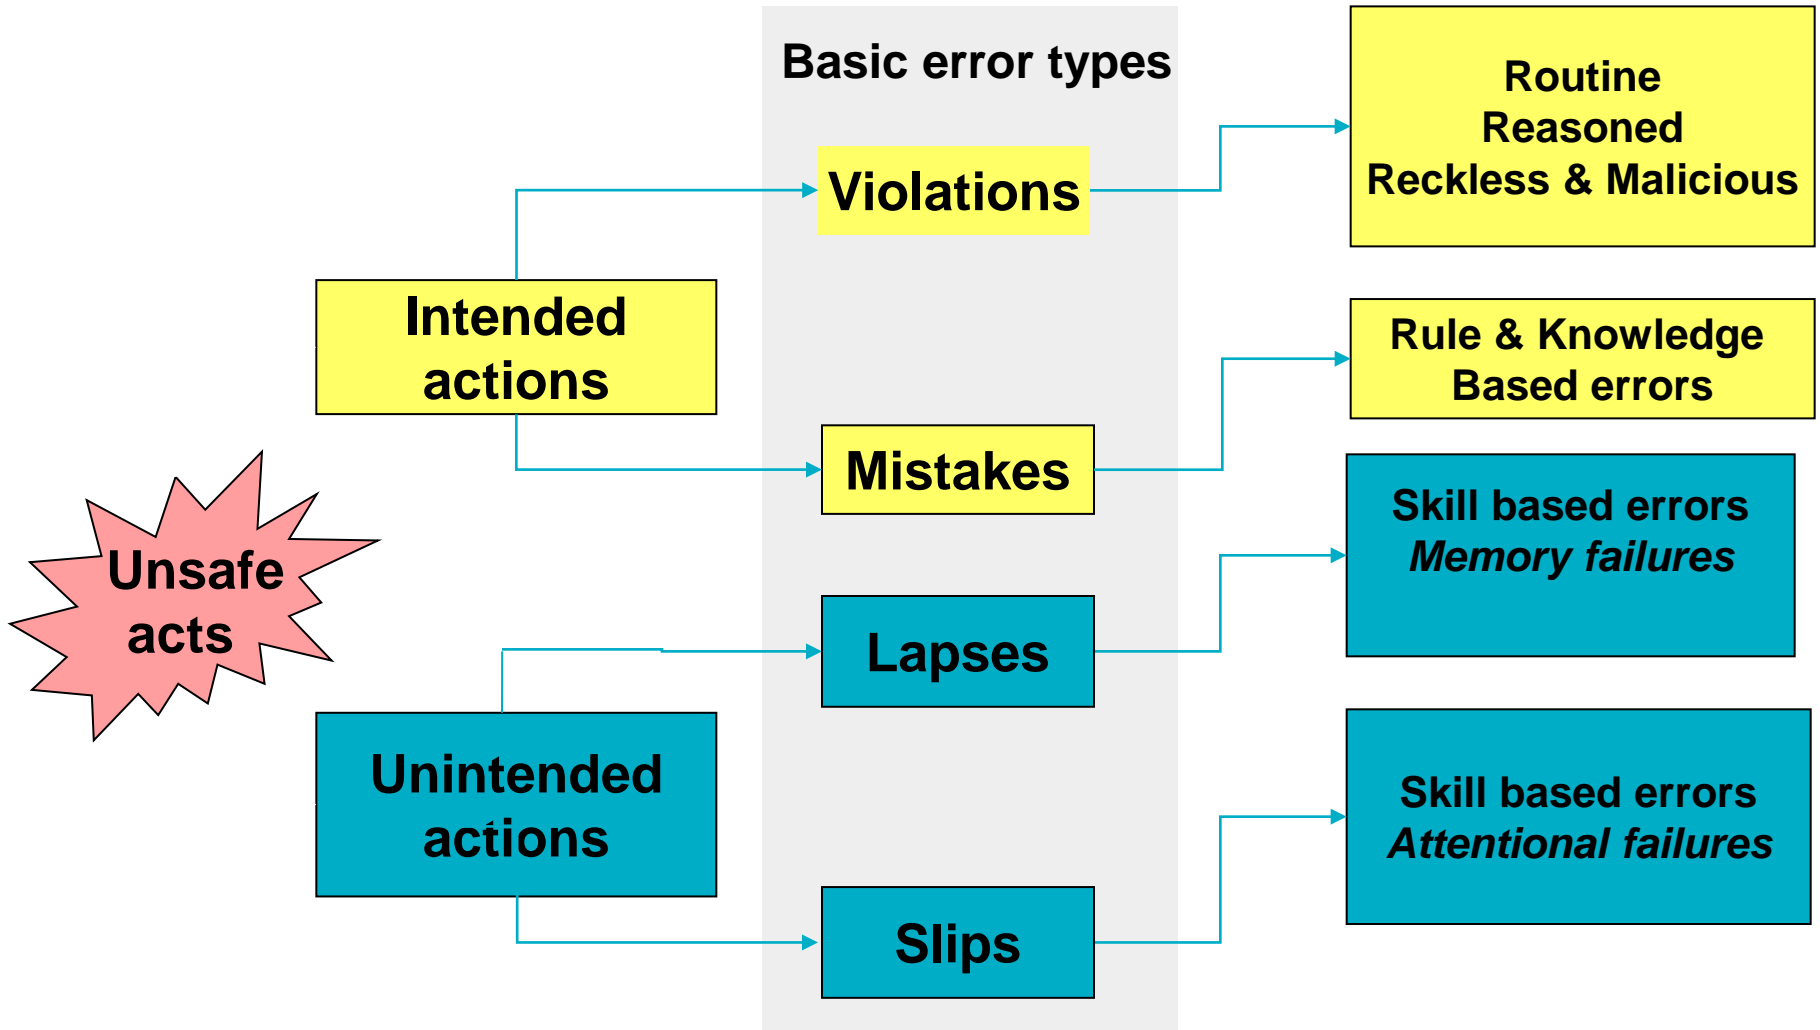 Basic error types
Routine
Reasoned
Reckless & Malicious
Violations
Intended
actions
Rule & Knowledge
Based errors
Mistakes
Skill based errors
Memory failures
Unsafe
acts
Lapses
Unintended
actions
Skill based errors
Attentional failures
Slips